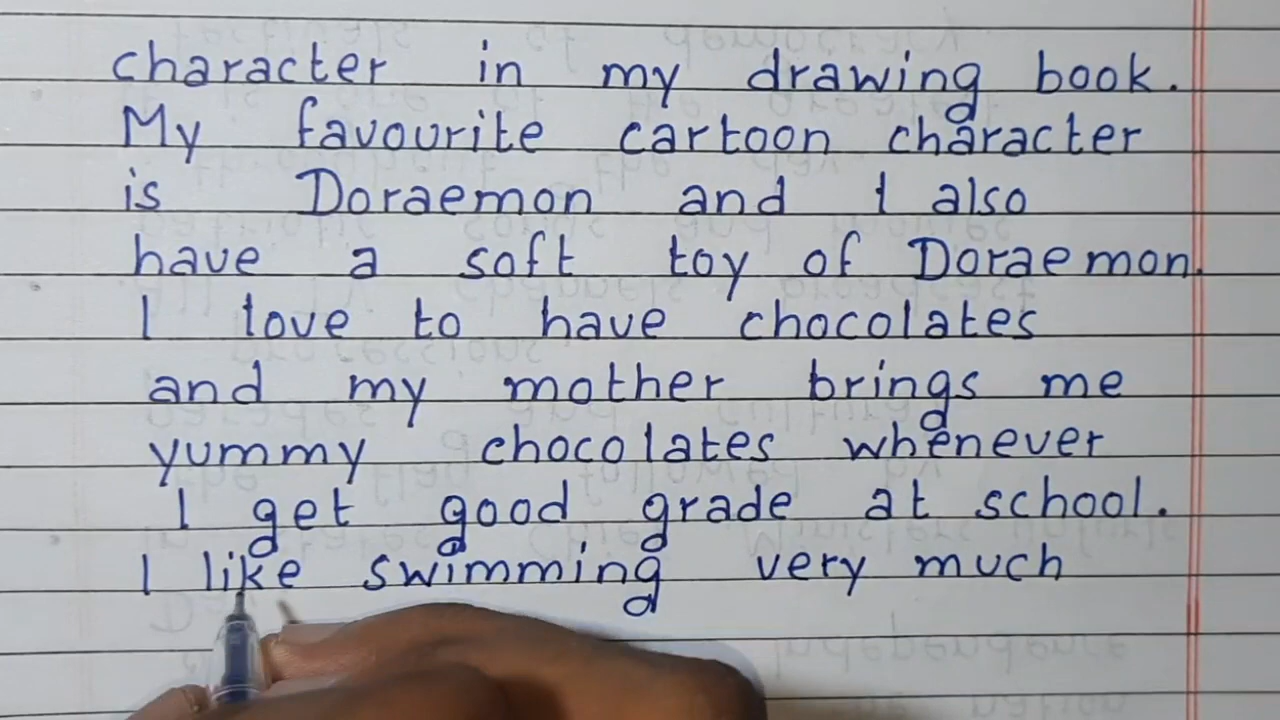 character in my drawing book.
My favourite cartoon character
is Doraemon and I also
have a soft toy of Doraemon.
I love to have chocolates
and my mother brings me
yummy chocolates whenever
I get good grade at school.
I like swimming very much